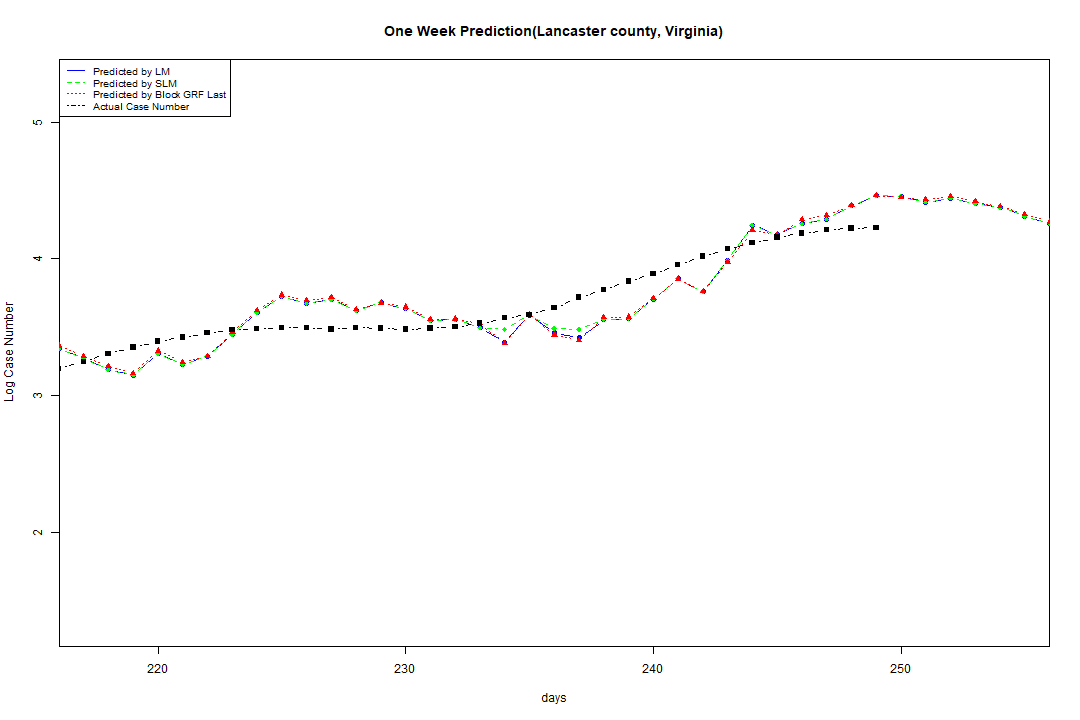 One Week Prediction(Lancaster county, Virginia)
Predicted by LM
Predicted by SLM
Predicted by Block GRF Last
Actual Case Number
5
4
3
2
Log Case Number
220
230
240
250
days